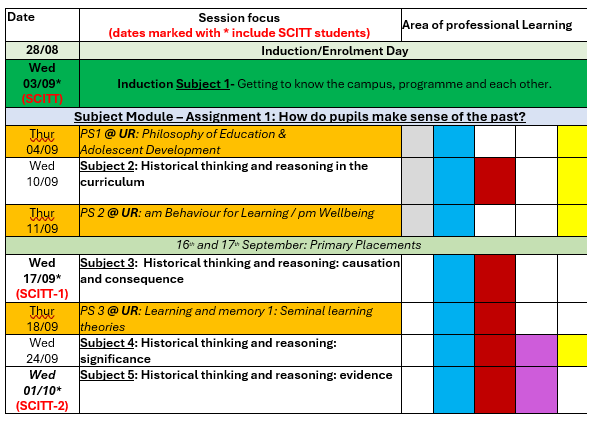 Date
Session focus
(dates marked with * include SCITT students)
Area of professional Learning
28/08
Induction/Enrolment Day
Wed
03/09*
(SCITT)
Induction Subject 1- Getting to know the campus, programme and each other.
Subject Module – Assignment 1: How do pupils make sense of the past?
Thur
04/09
PS1 @ UR: Philosophy of Education &
Adolescent Development
Wed
10/09
Subject 2: Historical thinking and reasoning in the
curriculum
Thur
11/09
PS 2 @ UR: am Behaviour for Learning / pm Wellbeing
16th and 17th September: Primary Placements
Wed
17/09*
(SCITT-1)
Subject 3:  Historical thinking and reasoning: causation
and consequence
Thur
18/09
PS 3 @ UR: Learning and memory 1: Seminal learning
theories
Wed
24/09
Subject 4: Historical thinking and reasoning:
significance
Wed
01/10*
(SCITT-2)
Subject 5: Historical thinking and reasoning: evidence